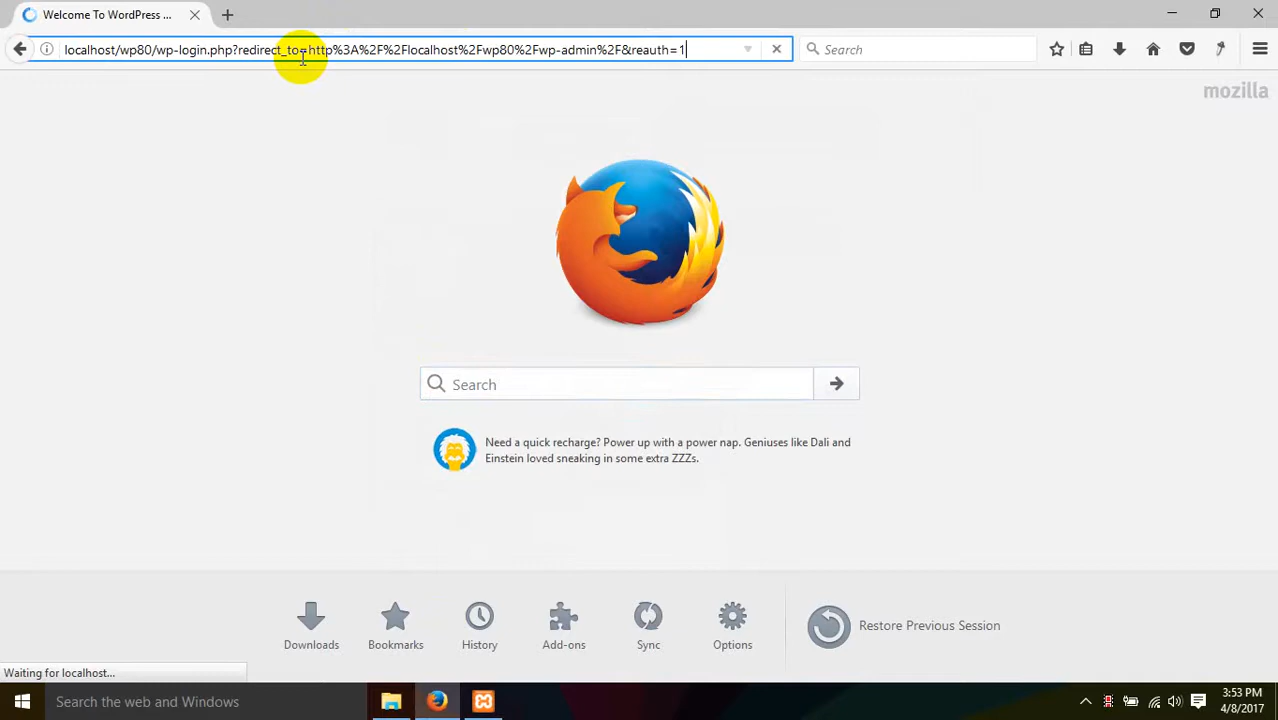 Welcome To WordPress ...
localhost/wp80/wp-login.php?redirect_to=http%3A%2F%2Flocalhost%2Fwp80%2Fwp-admin%2F&reauth=1
Search
mozilla
Search
Need a quick recharge? Power up with a power nap. Geniuses like Dali and
Einstein loved sneaking in some extra ZZZs.
Downloads
Bookmarks
History
Add-ons
Sync
Options
Restore Previous Session
Waiting for localhost...
Search the web and Windows
3:53 PM
4/8/2017